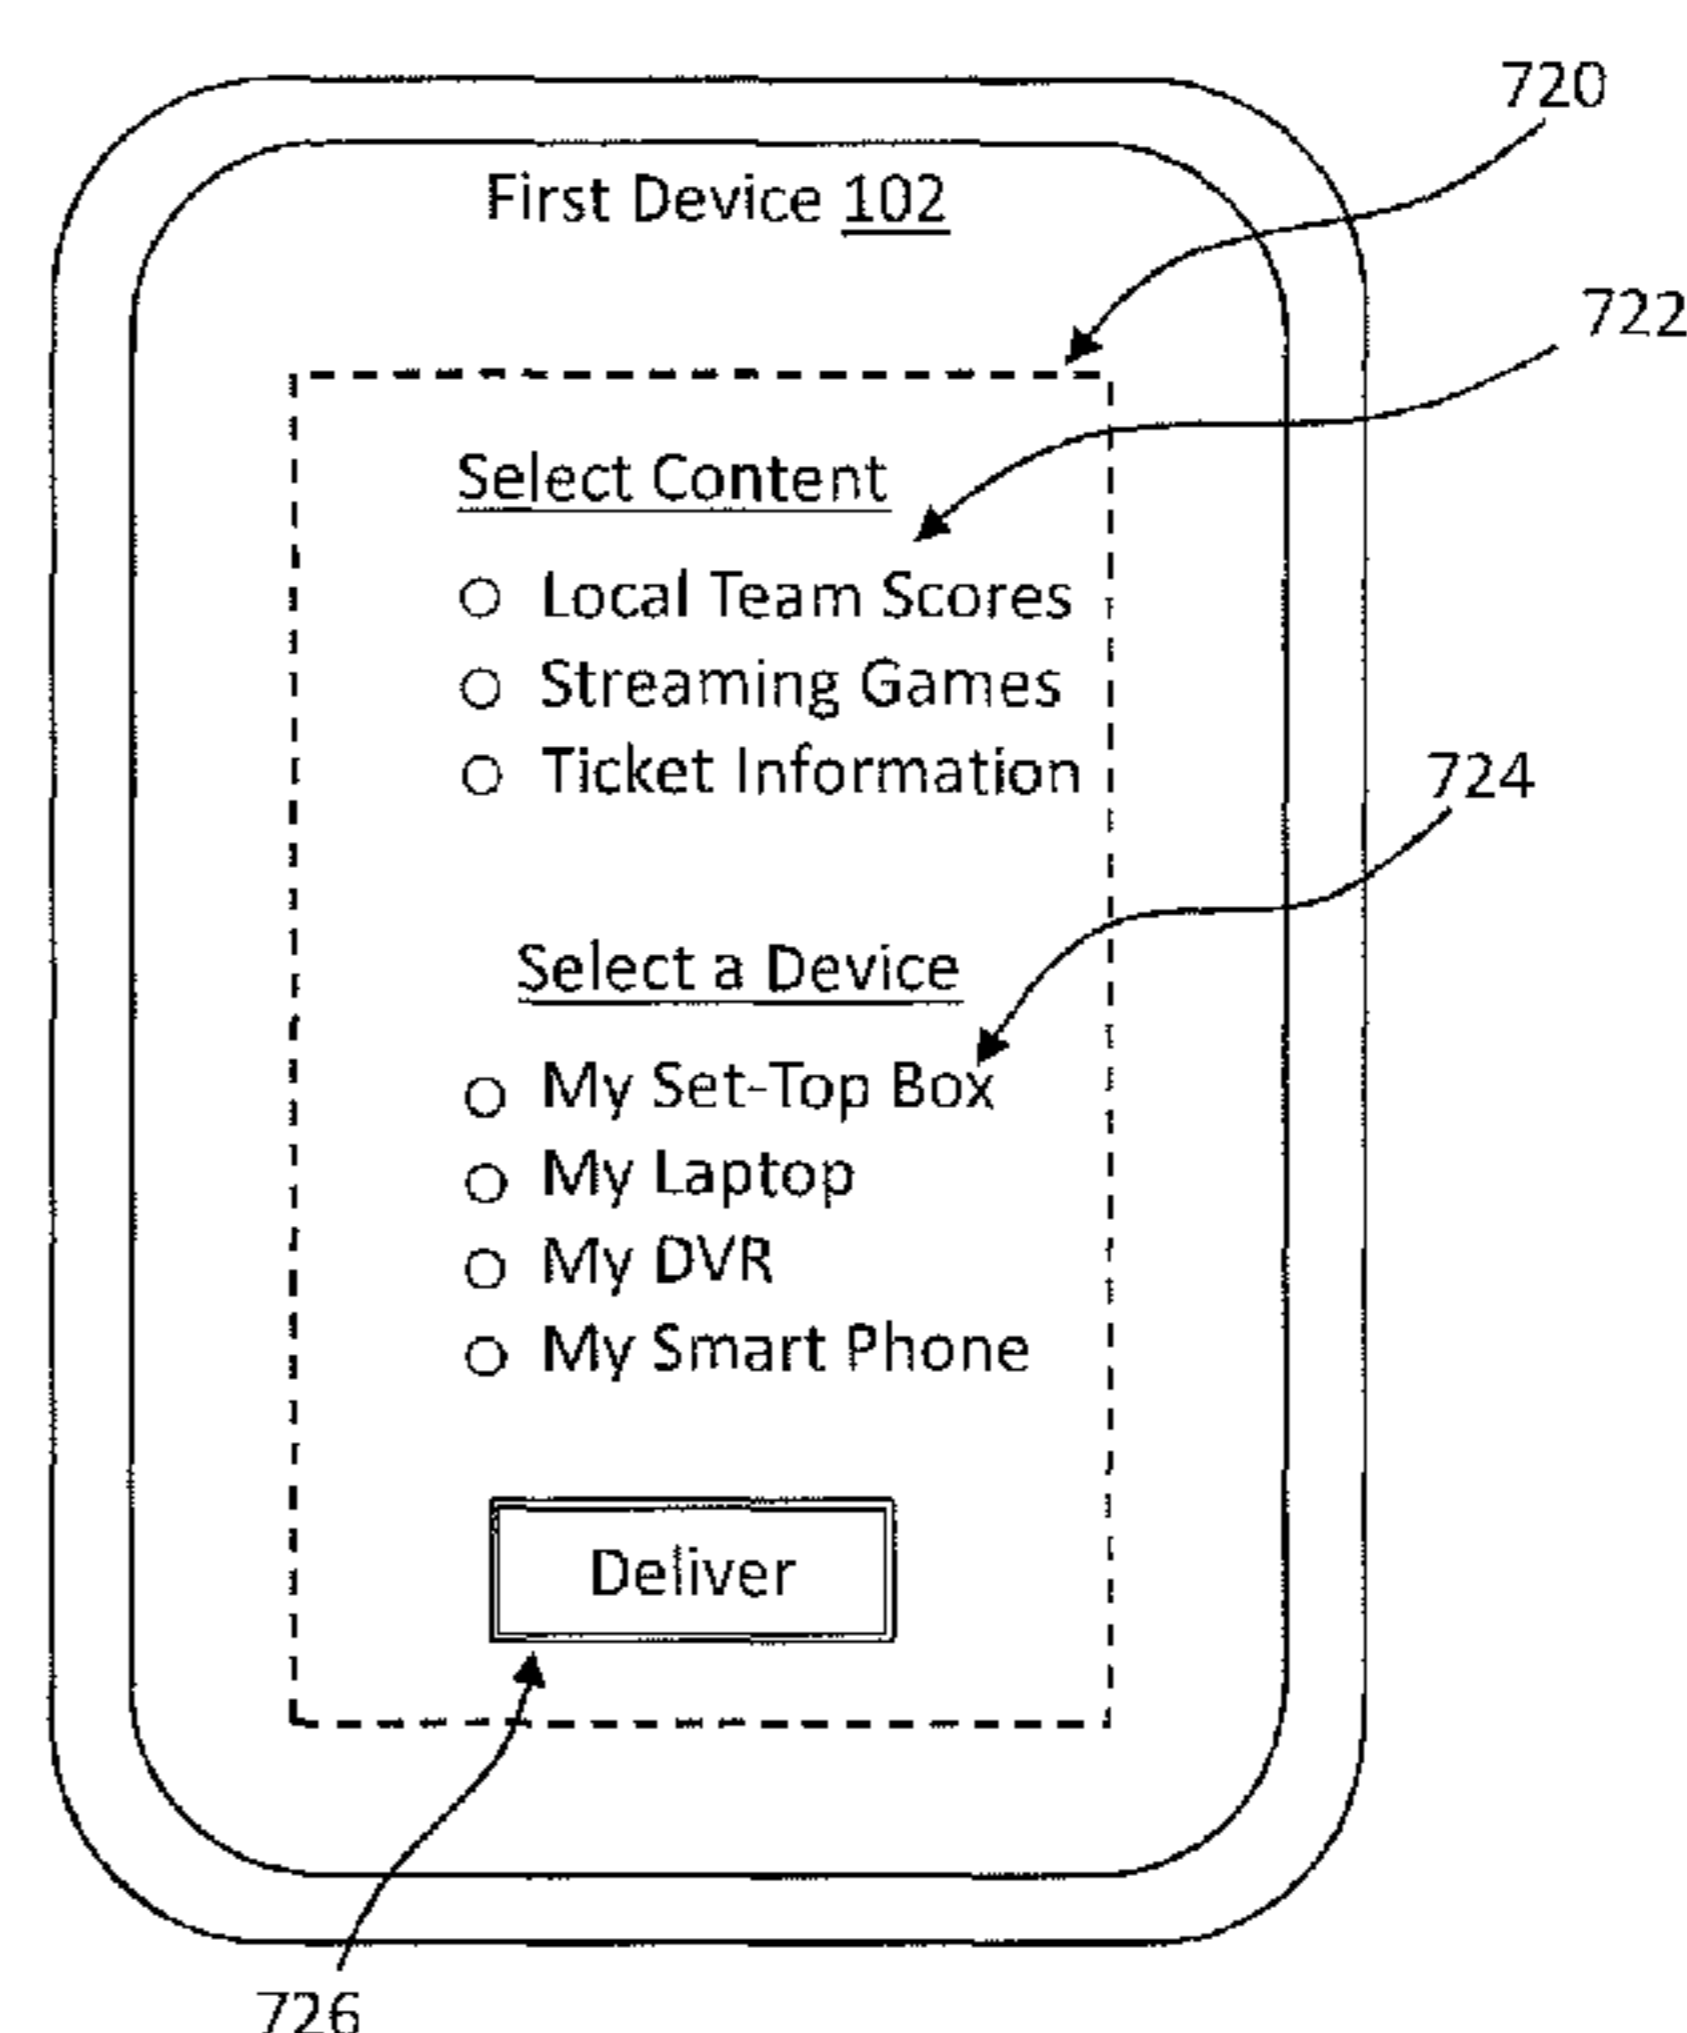 720
First Device 102
722
Select Content
Local Team Scores
Streaming Games
Ticket Information
724
Select a Device
My Set-Top Box
My Laptop
My DVR
My Smart Phone
Deliver
726